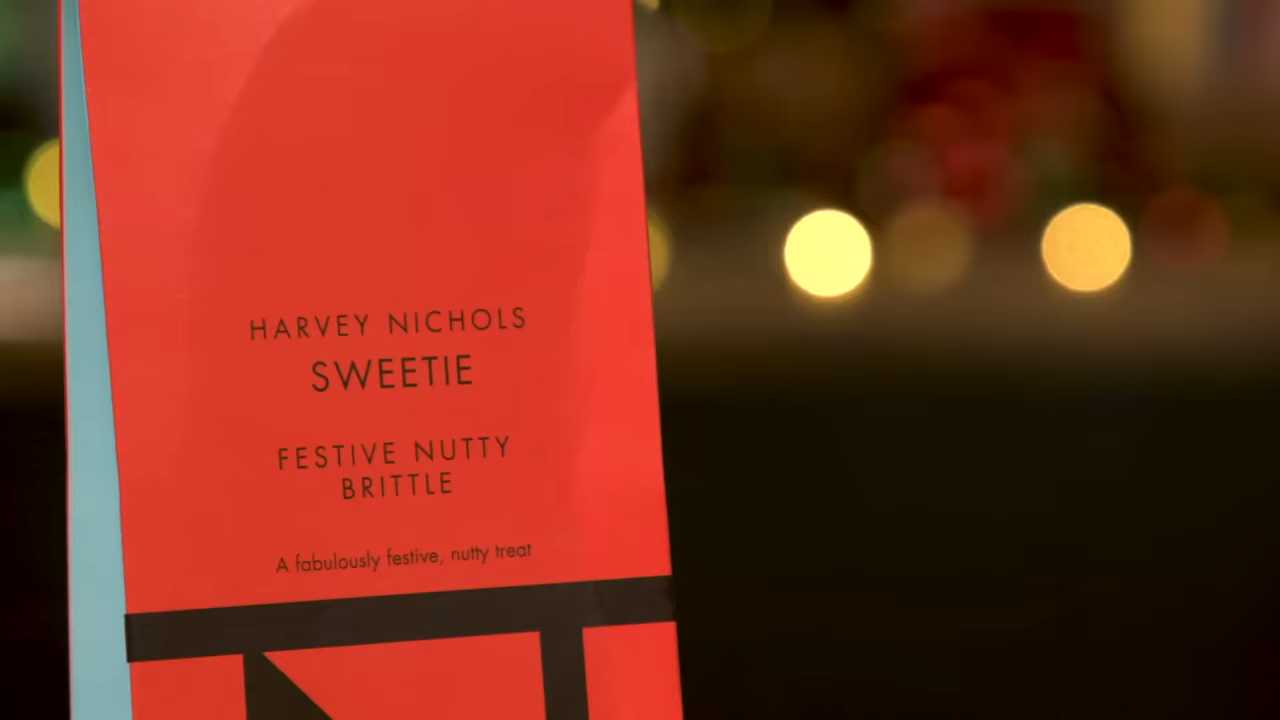 HARVEY NICHOLS
SWEETIE
FESTIVE NUTTY
BRITTLE
A fabulously festive, nutty treat